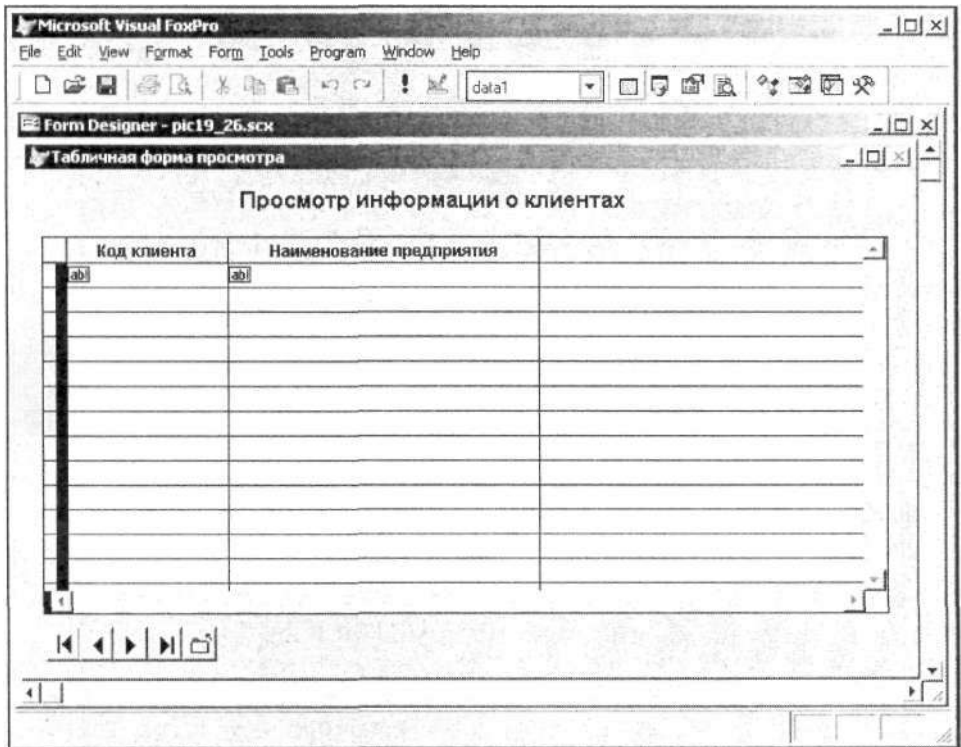 Microsoft Visual FoxPro
File Edit View Format Form Tools Program Window Help
data1
Form Designer - pic19_26.scx
Табличная форма просмотра
Просмотр информации о клиентах
Код клиента Наименование предприятия
abl abl